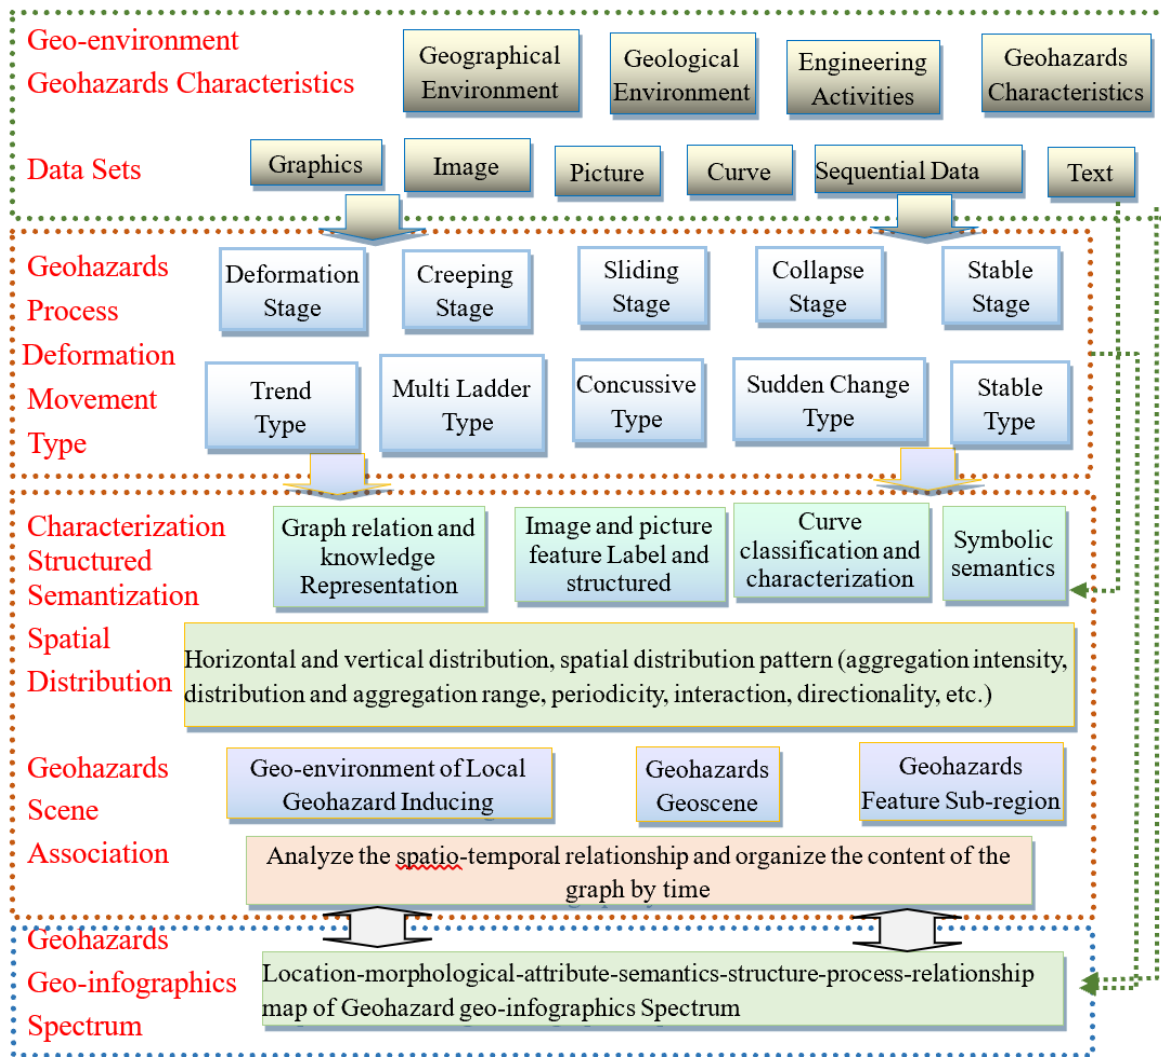 Geo-environment
Geohazards Characteristics
Geographical
Environment
Geological
Environment
Engineering
Activities
Geohazards
Characteristics
Data Sets
Graphics
Image
Picture
Curve
Sequential Data
Text
Geohazards
Process
Deformation
Movement
Type
Deformation
Stage
Creeping
Stage
Sliding
Stage
Collapse
Stage
Stable
Stage
Trend
Type
Multi Ladder
Type
Concussive
Type
Sudden Change
Type
Stable
Type
Characterization
Structured
Semantization
Graph relation and
knowledge
Representation
Image and picture
feature Label and
structured
Curve
classification and
characterization
Symbolic
semantics
Spatial
Distribution
Horizontal and vertical distribution, spatial distribution pattern (aggregation intensity,
distribution and aggregation range, periodicity, interaction, directionality, etc.)
Geohazards
Scene
Association
Geo-environment of Local
Geohazard Inducing
Geohazards
Geoscene
Geohazards
Feature Sub-region
Analyze the spatio-temporal relationship and organize the content of the
graph by time
Geohazards
Geo-infographics
Spectrum
Location-morphological-attribute-semantics-structure-process-relationship
map of Geohazard geo-infographics Spectrum